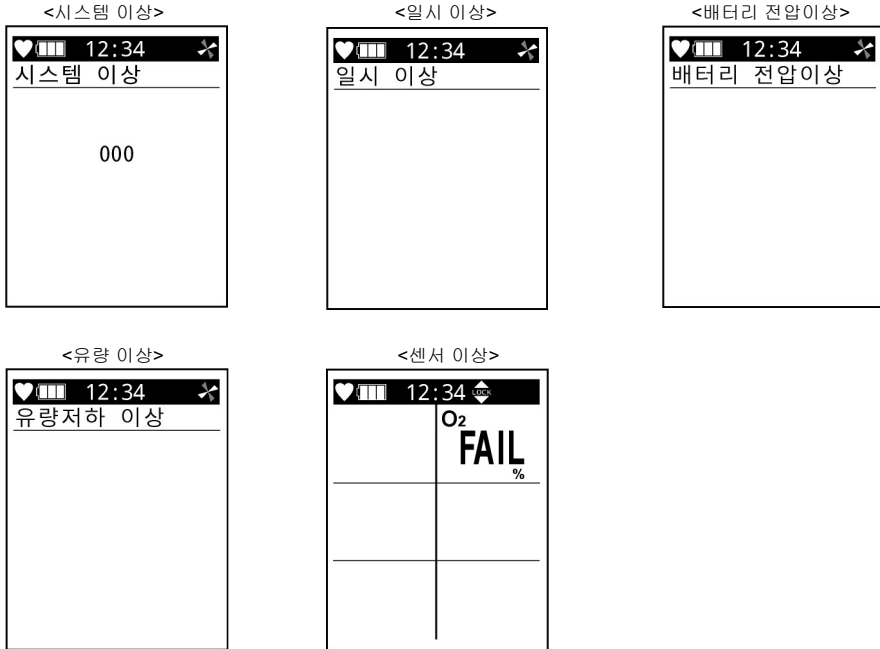 <시스템 이상>
12:34
시스템 이상
000
<일시 이상>
12:34
일시 이상
<배터리 전압이상>
12:34
배터리 전압이상
<유량 이상>
12:34
유량저하 이상
<센서 이상>
12:34 LOCK
O₂
FAIL
%